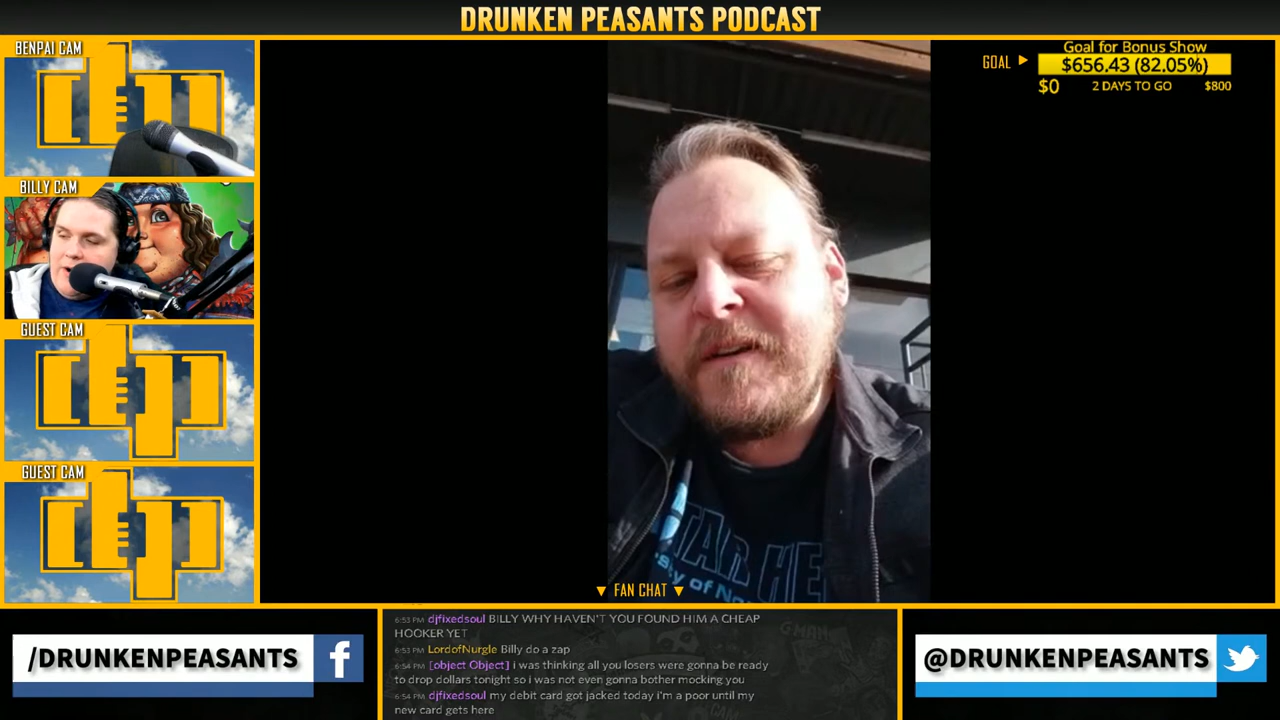 DRUNKEN PEASANTS PODCAST
BENPAI CAM
BILLY CAM
GUEST CAM
GUEST CAM
Goal for Bonus Show
GOAL ▶
$656.43 (82.05%)
$0 2 DAYS TO GO $800
TAR HE
of No
▼ FAN CHAT ▼
6:53 PM djfixedsoul BILLY WHY HAVEN'T YOU FOUND HIM A CHEAP
HOOKER YET
6:53 PM LordofNurgle Billy do a zap
6:54 PM [object Object] i was thinking all you losers were gonna be ready
to drop dollars tonight so i was not even gonna bother mocking you
6:54 PM djfixedsoul my debit card got jacked today i'm a poor until my
new card gets here
/DRUNKENPEASANTS
@DRUNKENPEASANTS